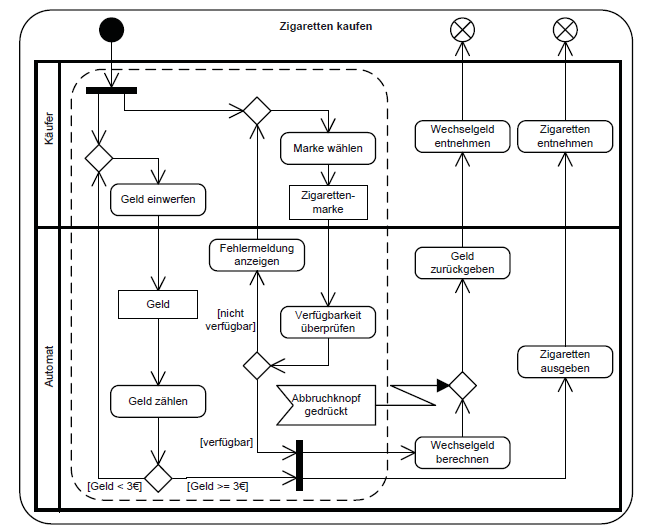 Zigaretten kaufen
Käufer
Marke wählen
Wechselgeld
entnehmen
Zigaretten
entnehmen
Geld einwerfen
Zigaretten-
marke
Automat
Fehlermeldung
anzeigen
Geld
zurückgeben
Geld
[nicht
verfügbar]
Verfügbarkeit
überprüfen
Zigaretten
ausgeben
Geld zählen
Abbruchknopf
gedrückt
[verfügbar]
Wechselgeld
berechnen
[Geld < 3€]
[Geld >= 3€]